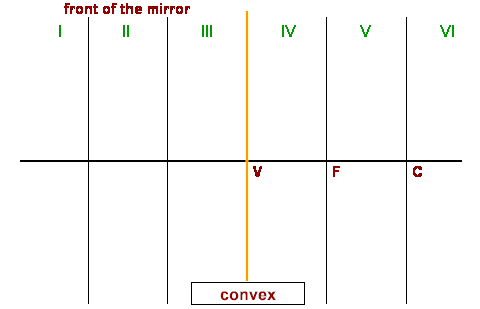 front of the mirror
I II III IV V VI
V F C
convex